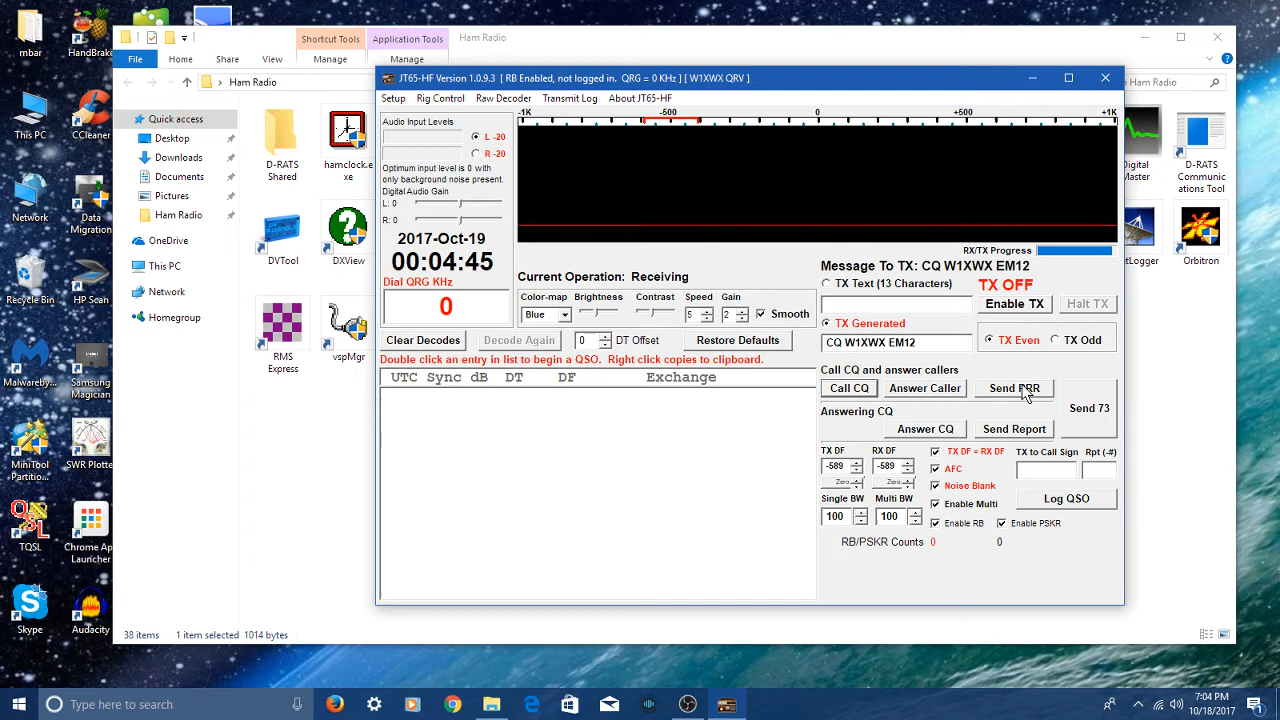 mbar
HandBrake
This PC
CCleaner
Network
Data
Migration...
Recycle Bin
HP Scan
Malwareby...
Samsung
Magician
MiniTool
Partitio...
SWR Plotte
TQSL
Chrome App
Launcher
Skype
Audacity
Shortcut Tools
Application Tools
Ham Radio
File
Home
Share
View
Manage
Manage
Ham Radio
Ham Radio
Quick access
Desktop
Downloads
Documents
Pictures
Ham Radio
OneDrive
This PC
Network
Homegroup
D-RATS
Shared
hamclock.e
xe
DVTool
DXView
RMS
Express
vspMgr
Digital
Master
D-RATS
Communic
ations Tool
etLogger
Orbitron
38 items
1 item selected
1014 bytes
JT65-HF Version 1.0.9.3 [ RB Enabled, not logged in. QRG = 0 KHz ] [ W1XWX QRV ]
Setup
Rig Control
Raw Decoder
Transmit Log
About JT65-HF
Audio Input Levels
L -20
R -20
Optimum input level is 0 with
only background noise present.
Digital Audio Gain
L: 0
R: 0
2017-Oct-19
00:04:45
Dial QRG KHz
0
-1K
-500
0
+500
+1K
RX/TX Progress
Current Operation: Receiving
Color-map
Brightness
Contrast
Speed
Gain
Blue
5
2
Smooth
Clear Decodes
Decode Again
0
DT Offset
Restore Defaults
Double click an entry in list to begin a QSO. Right click copies to clipboard.
UTC Sync dB DT DF Exchange
Message To TX: CQ W1XWX EM12
TX Text (13 Characters)
TX OFF
Enable TX
Halt TX
TX Generated
CQ W1XWX EM12
TX Even
TX Odd
Call CQ and answer callers
Call CQ
Answer Caller
Send RRR
Send 73
Answering CQ
Answer CQ
Send Report
TX DF
RX DF
-589
-589
Zero
Zero
Single BW
Multi BW
100
100
TX DF = RX DF
AFC
Noise Blank
Enable Multi
Enable RB
Enable PSKR
TX to Call Sign
Rpt (-#)
Log QSO
RB/PSKR Counts
0
0
Type here to search
7:04 PM
10/18/2017